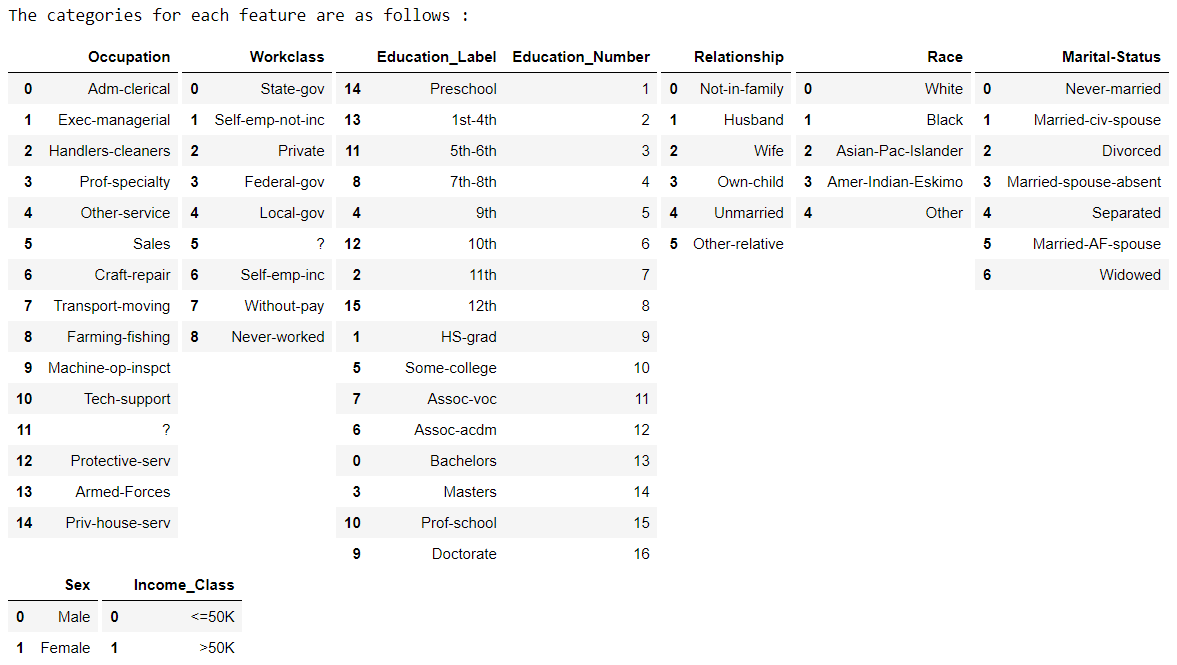 The categories for each feature are as follows :
Occupation Workclass Education_Label Education_Number Relationship Race Marital-Status
0 Adm-clerical 0 State-gov 14 Preschool 1 0 Not-in-family 0 White 0 Never-married
1 Exec-managerial 1 Self-emp-not-inc 13 1st-4th 2 1 Husband 1 Black 1 Married-civ-spouse
2 Handlers-cleaners 2 Private 11 5th-6th 3 2 Wife 2 Asian-Pac-Islander 2 Divorced
3 Prof-specialty 3 Federal-gov 8 7th-8th 4 3 Own-child 3 Amer-Indian-Eskimo 3 Married-spouse-absent
4 Other-service 4 Local-gov 4 9th 5 4 Unmarried 4 Other 4 Separated
5 Sales 5 ? 12 10th 6 5 Other-relative 5 Married-AF-spouse
6 Craft-repair 6 Self-emp-inc 2 11th 7 6 Widowed
7 Transport-moving 7 Without-pay 15 12th 8
8 Farming-fishing 8 Never-worked 1 HS-grad 9
9 Machine-op-inspct 5 Some-college 10
10 Tech-support 7 Assoc-voc 11
11 ? 6 Assoc-acdm 12
12 Protective-serv 0 Bachelors 13
13 Armed-Forces 3 Masters 14
14 Priv-house-serv 10 Prof-school 15
9 Doctorate 16
Sex Income_Class
0 Male 0 <=50K
1 Female 1 >50K